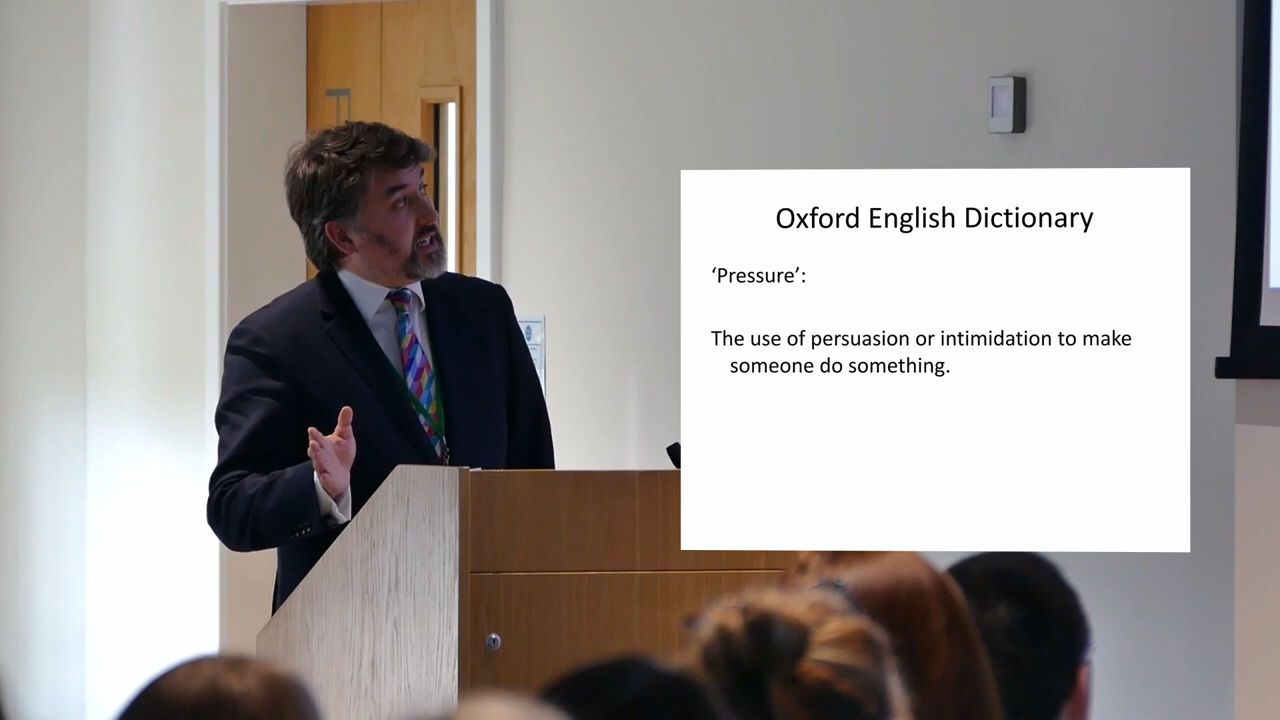 Oxford English Dictionary
‘Pressure’:
The use of persuasion or intimidation to make
someone do something.